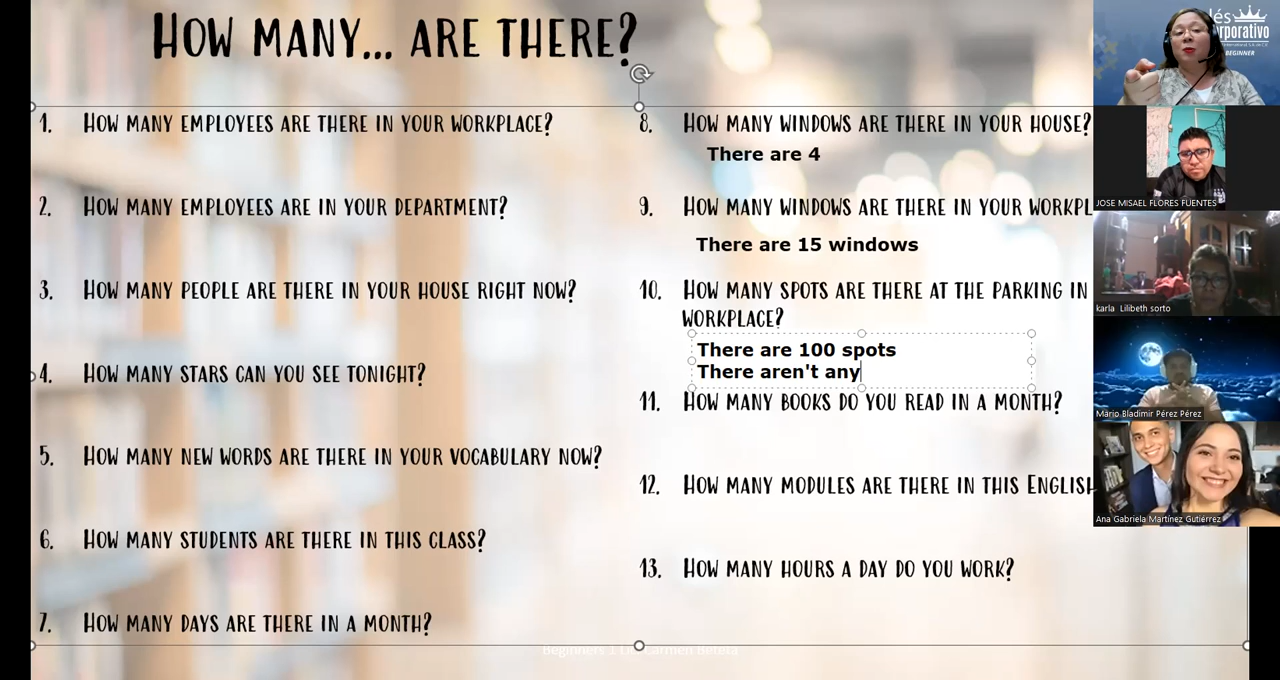 HOW MANY... ARE THERE?
1. HOW MANY EMPLOYEES ARE THERE IN YOUR WORKPLACE?
2. HOW MANY EMPLOYEES ARE IN YOUR DEPARTMENT?
3. HOW MANY PEOPLE ARE THERE IN YOUR HOUSE RIGHT NOW?
4. HOW MANY STARS CAN YOU SEE TONIGHT?
5. HOW MANY NEW WORDS ARE THERE IN YOUR VOCABULARY NOW?
6. HOW MANY STUDENTS ARE THERE IN THIS CLASS?
7. HOW MANY DAYS ARE THERE IN A MONTH?
8. HOW MANY WINDOWS ARE THERE IN YOUR HOUSE?
There are 4
9. HOW MANY WINDOWS ARE THERE IN YOUR WORKPL
There are 15 windows
10. HOW MANY SPOTS ARE THERE AT THE PARKING IN
WORKPLACE?
There are 100 spots
There aren't any
11. HOW MANY BOOKS DO YOU READ IN A MONTH?
12. HOW MANY MODULES ARE THERE IN THIS ENGLISH
13. HOW MANY HOURS A DAY DO YOU WORK?
és
rporativo
BEGINNER
JOSE MISAEL FLORES FUENTES
karla Lilibeth sorto
Mario Bladimir Pérez Pérez
Ana Gabriela Martínez Gutiérrez